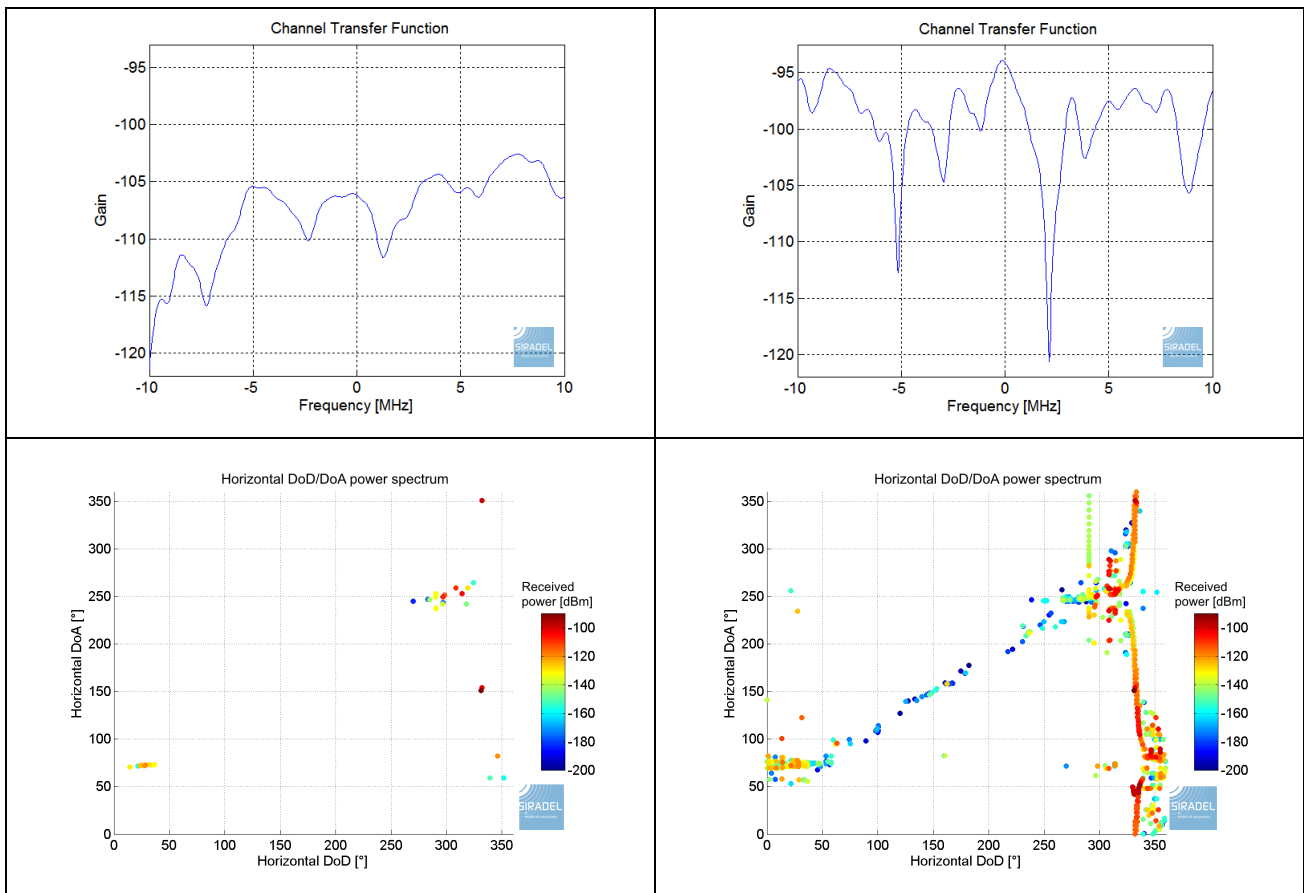 Channel Transfer Function
-95
-100
-105
-110
-115
-120
Gain
-10 -5 0 5 10
Frequency [MHz]
SIRADEL
Channel Transfer Function
-95
-100
-105
-110
-115
-120
Gain
-10 -5 0 5 10
Frequency [MHz]
SIRADEL
Horizontal DoD/DoA power spectrum
350
300
250
200
150
100
50
0
Horizontal DoA [°]
0 50 100 150 200 250 300 350
Horizontal DoD [°]
Received
power [dBm]
-100
-120
-140
-160
-180
-200
SIRADEL
Horizontal DoD/DoA power spectrum
350
300
250
200
150
100
50
0
Horizontal DoA [°]
0 50 100 150 200 250 300 350
Horizontal DoD [°]
Received
power [dBm]
-100
-120
-140
-160
-180
-200
SIRADEL